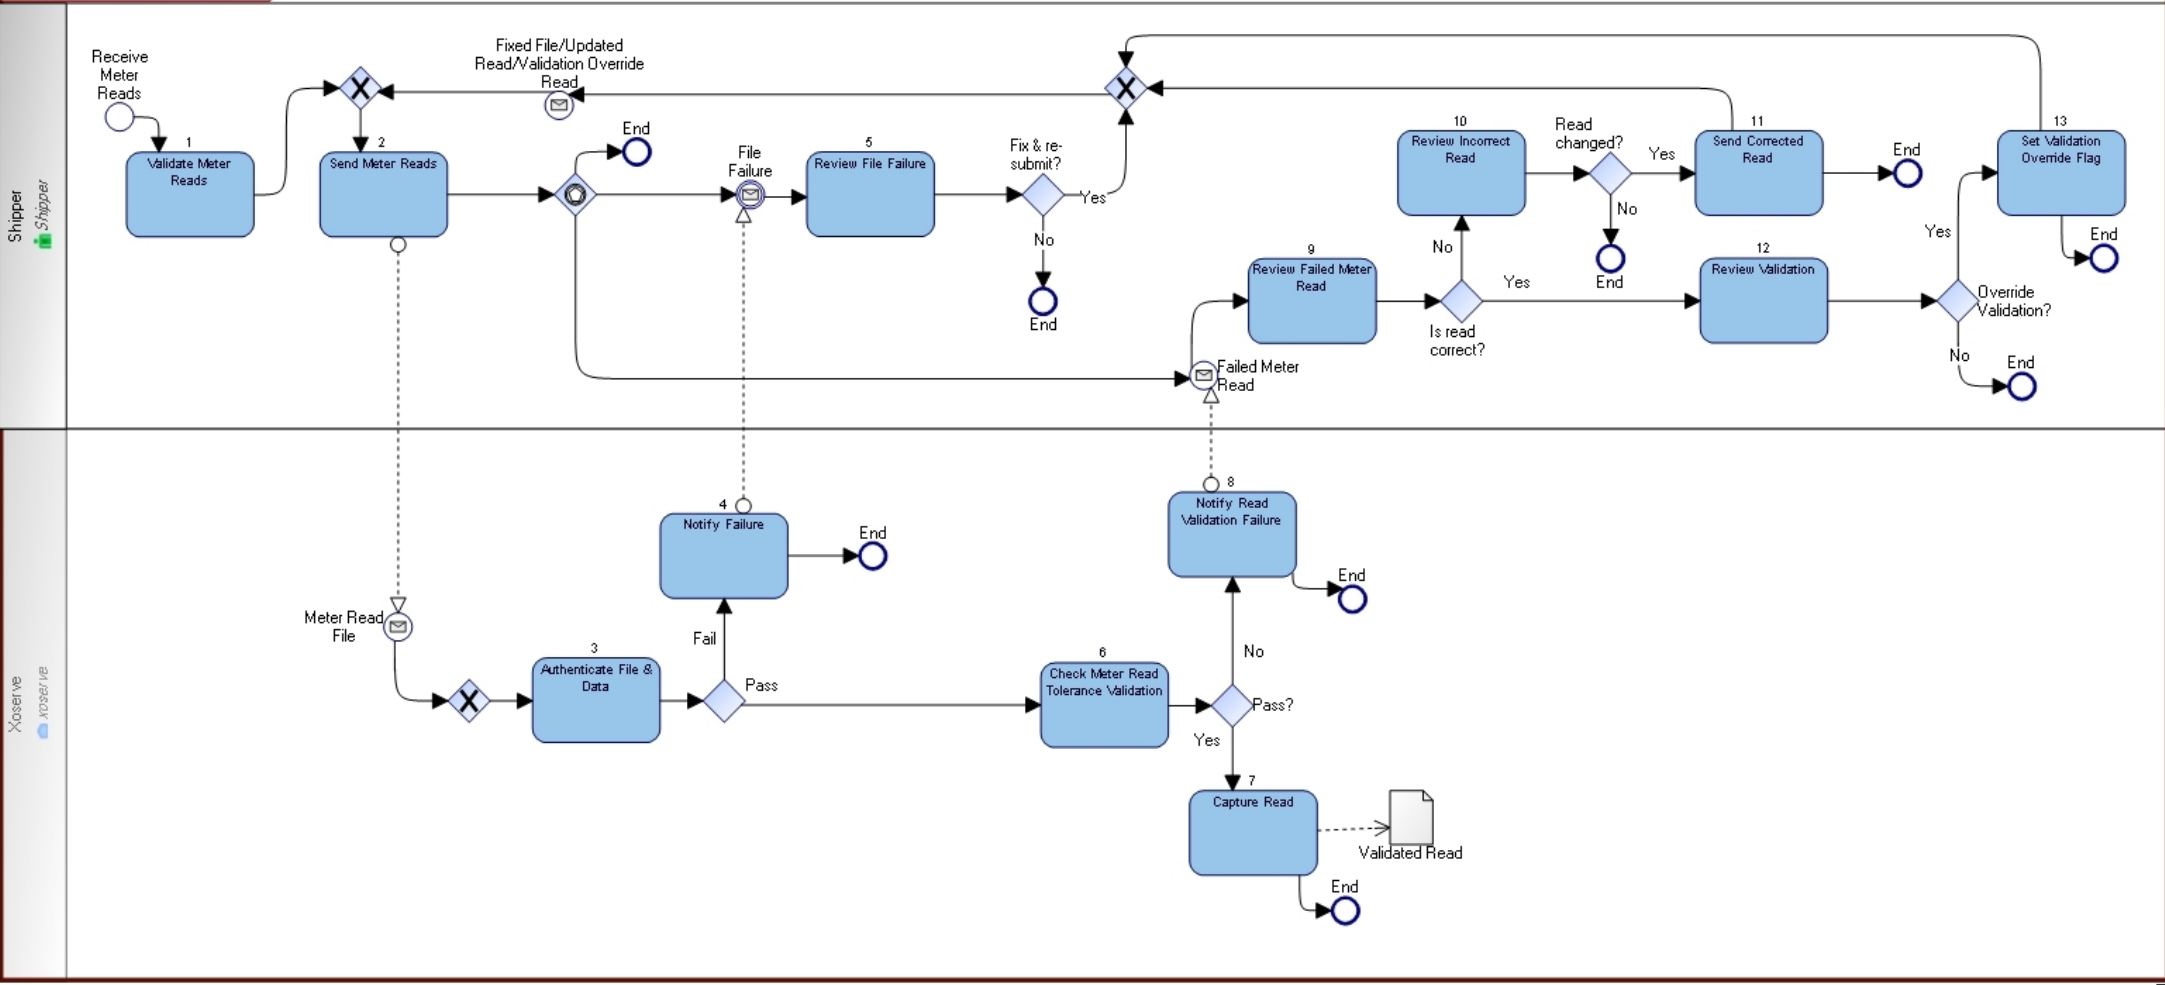 Shipper
Shipper
Receive
Meter
Reads
1
Validate Meter
Reads
2
Send Meter Reads
Fixed File/Updated
Read/Validation Override
Read
End
File
Failure
5
Review File Failure
Fix & re-
submit?
Yes
No
End
9
Review Failed Meter
Read
Failed Meter
Read
10
Review Incorrect
Read
No
Is read
correct?
Yes
Read
changed?
Yes
No
End
11
Send Corrected
Read
End
12
Review Validation
Override
Validation?
Yes
No
End
13
Set Validation
Override Flag
End
Xoserve
xoserve
Meter Read
File
3
Authenticate File &
Data
Fail
Pass
4
Notify Failure
End
6
Check Meter Read
Tolerance Validation
Pass?
No
Yes
8
Notify Read
Validation Failure
End
7
Capture Read
Validated Read
End